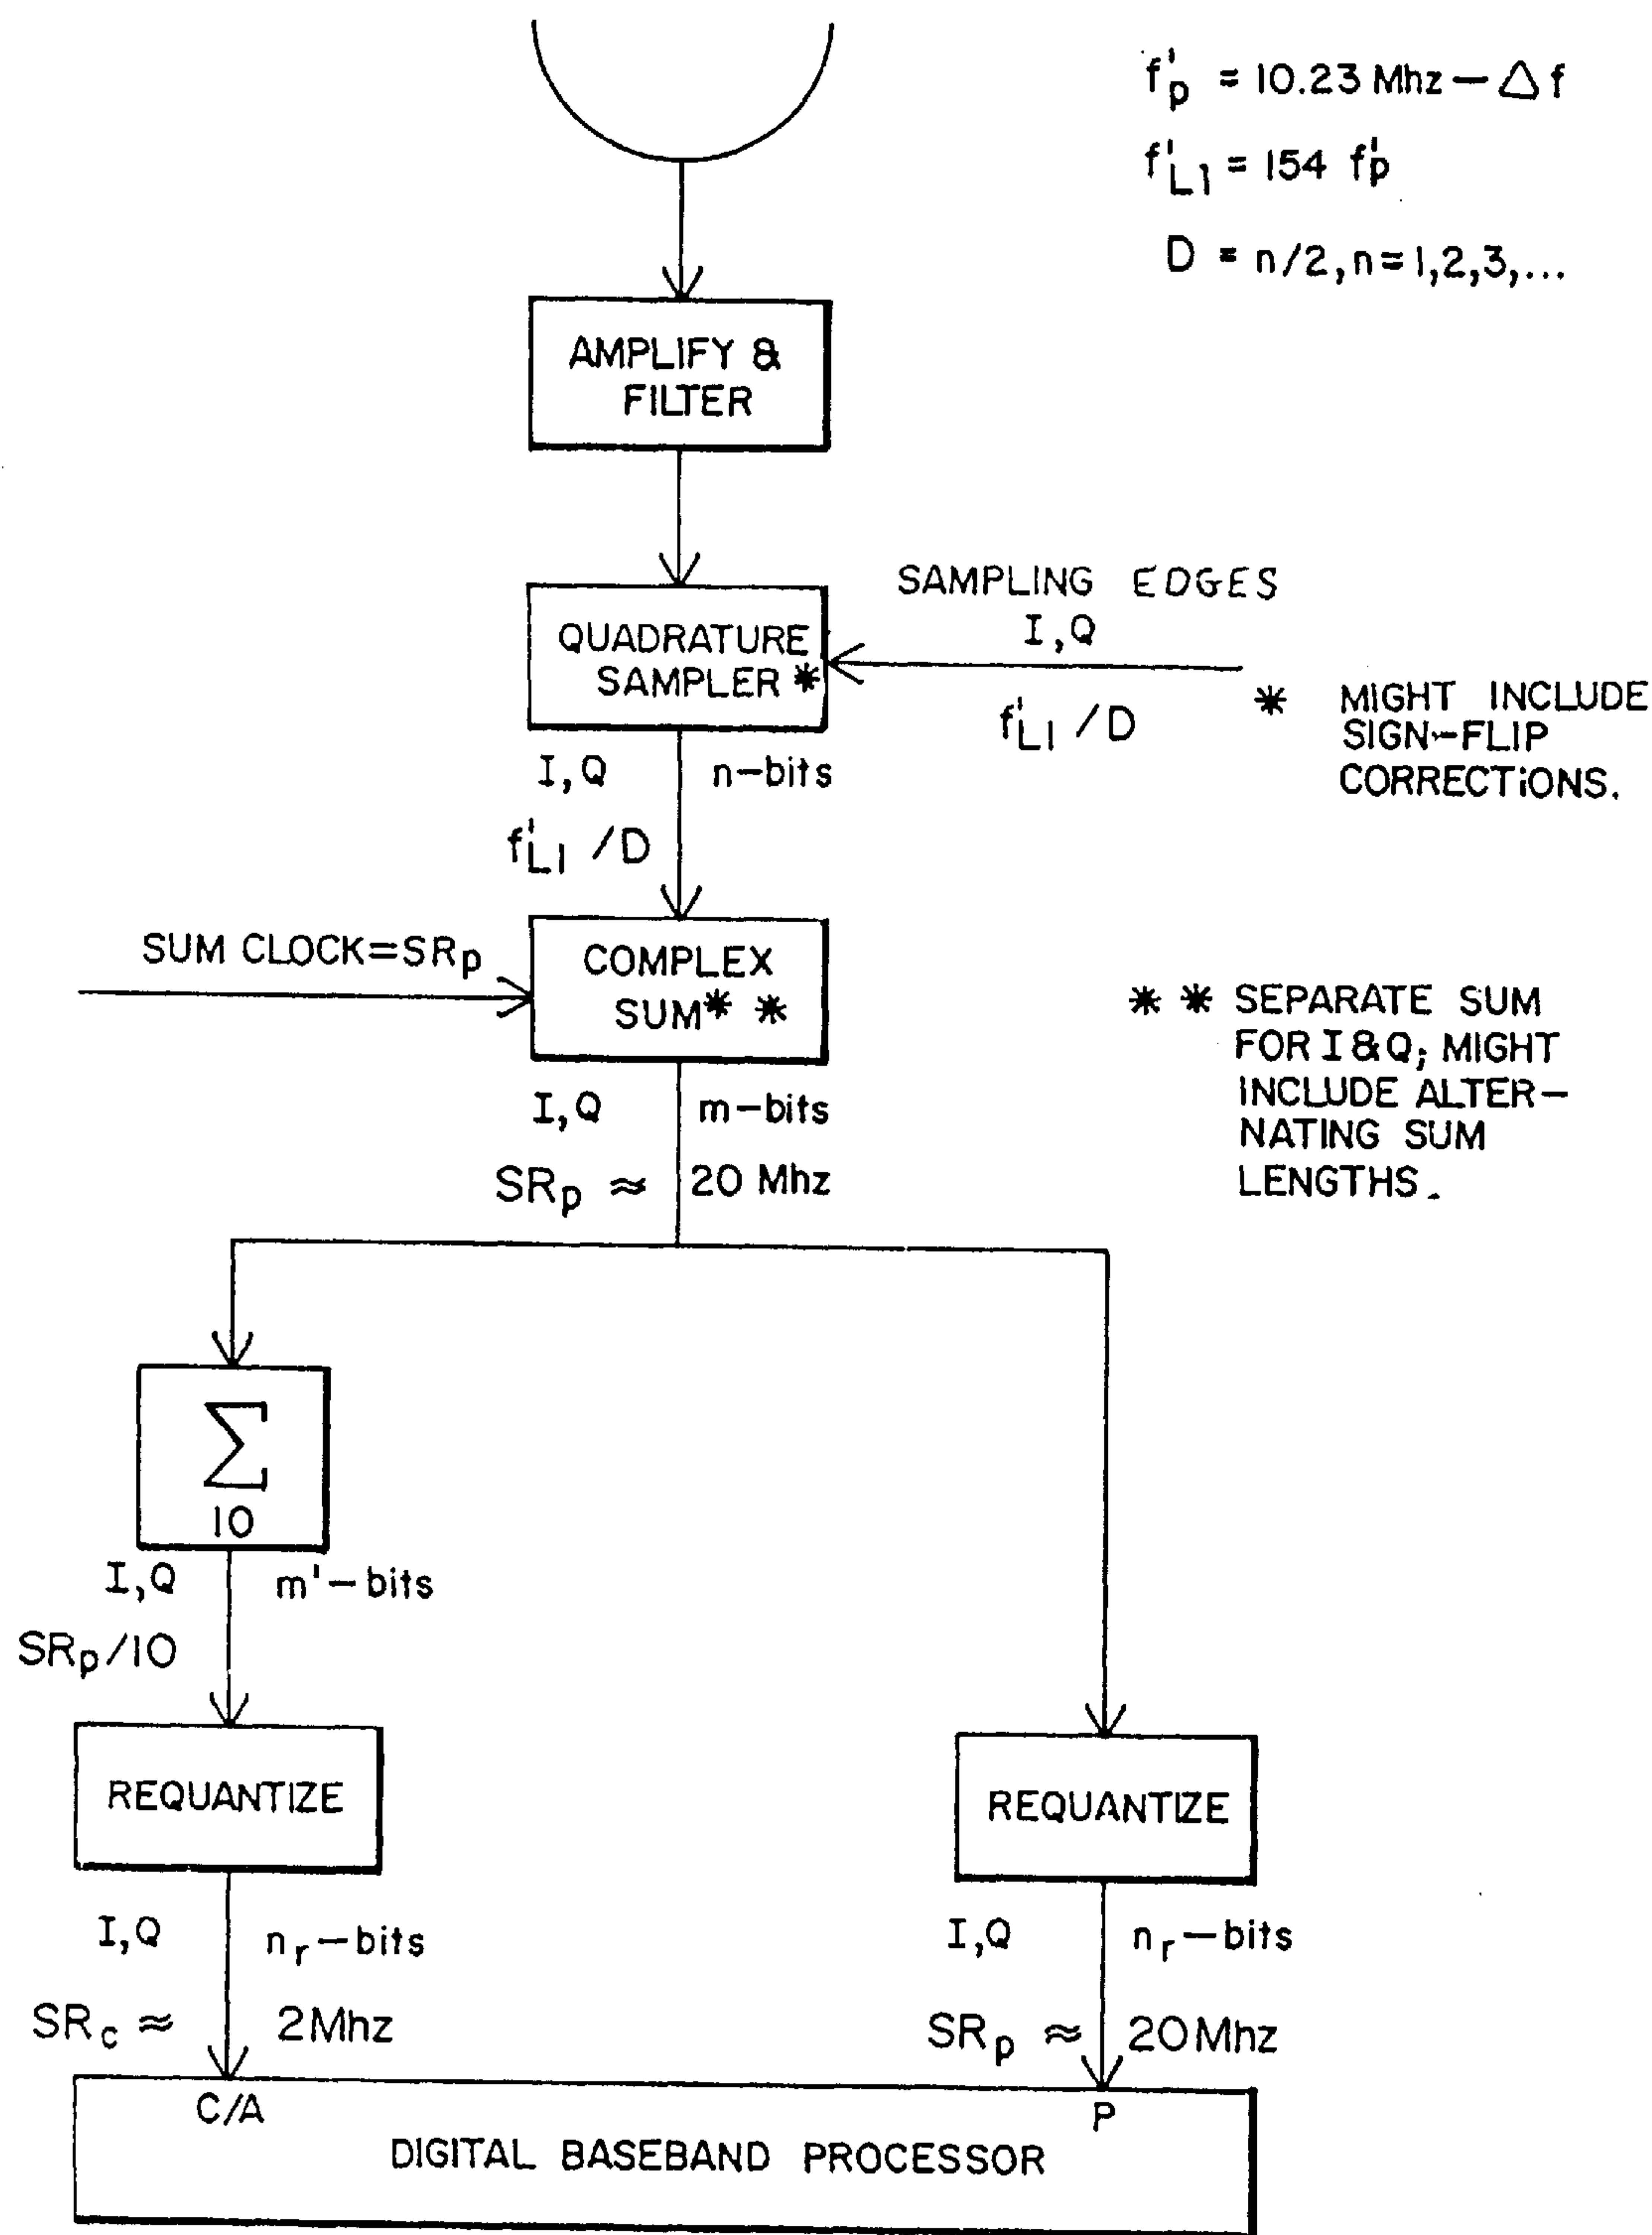 f'p = 10.23 Mhz – Δf
f'L1 = 154 f'p
D = n/2, n = 1,2,3,...
AMPLIFY &
FILTER
SAMPLING EDGES
I,Q
f'L1 /D
QUADRATURE
SAMPLER *
* MIGHT INCLUDE
SIGN-FLIP
CORRECTIONS.
I,Q n-bits
f'L1 /D
SUM CLOCK=SRp
COMPLEX
SUM* *
* * SEPARATE SUM
FOR I & Q; MIGHT
INCLUDE ALTER-
NATING SUM
LENGTHS.
I,Q m-bits
SRp ≈ 20 Mhz
Σ
10
I,Q m'-bits
SRp/10
REQUANTIZE
REQUANTIZE
I,Q nr-bits
I,Q nr-bits
SRc ≈ 2Mhz
SRp ≈ 20Mhz
C/A
P
DIGITAL BASEBAND PROCESSOR